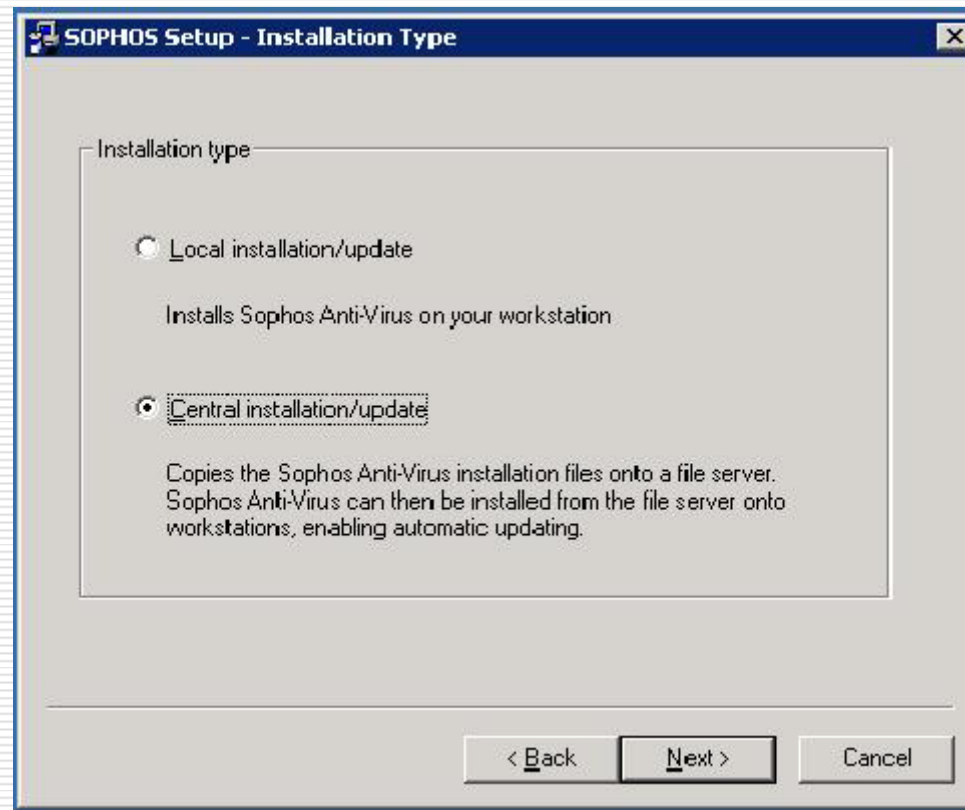 SOPHOS Setup - Installation Type
Installation type
Local installation/update
Installs Sophos Anti-Virus on your workstation
Central installation/update
Copies the Sophos Anti-Virus installation files onto a file server.
Sophos Anti-Virus can then be installed from the file server onto
workstations, enabling automatic updating.
< Back Next > Cancel